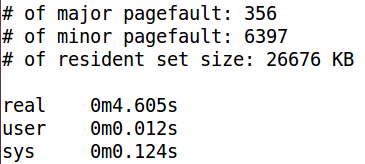 # of major pagefault: 356
# of minor pagefault: 6397
# of resident set size: 26676 KB
real 0m4.605s
user 0m0.012s
sys 0m0.124s